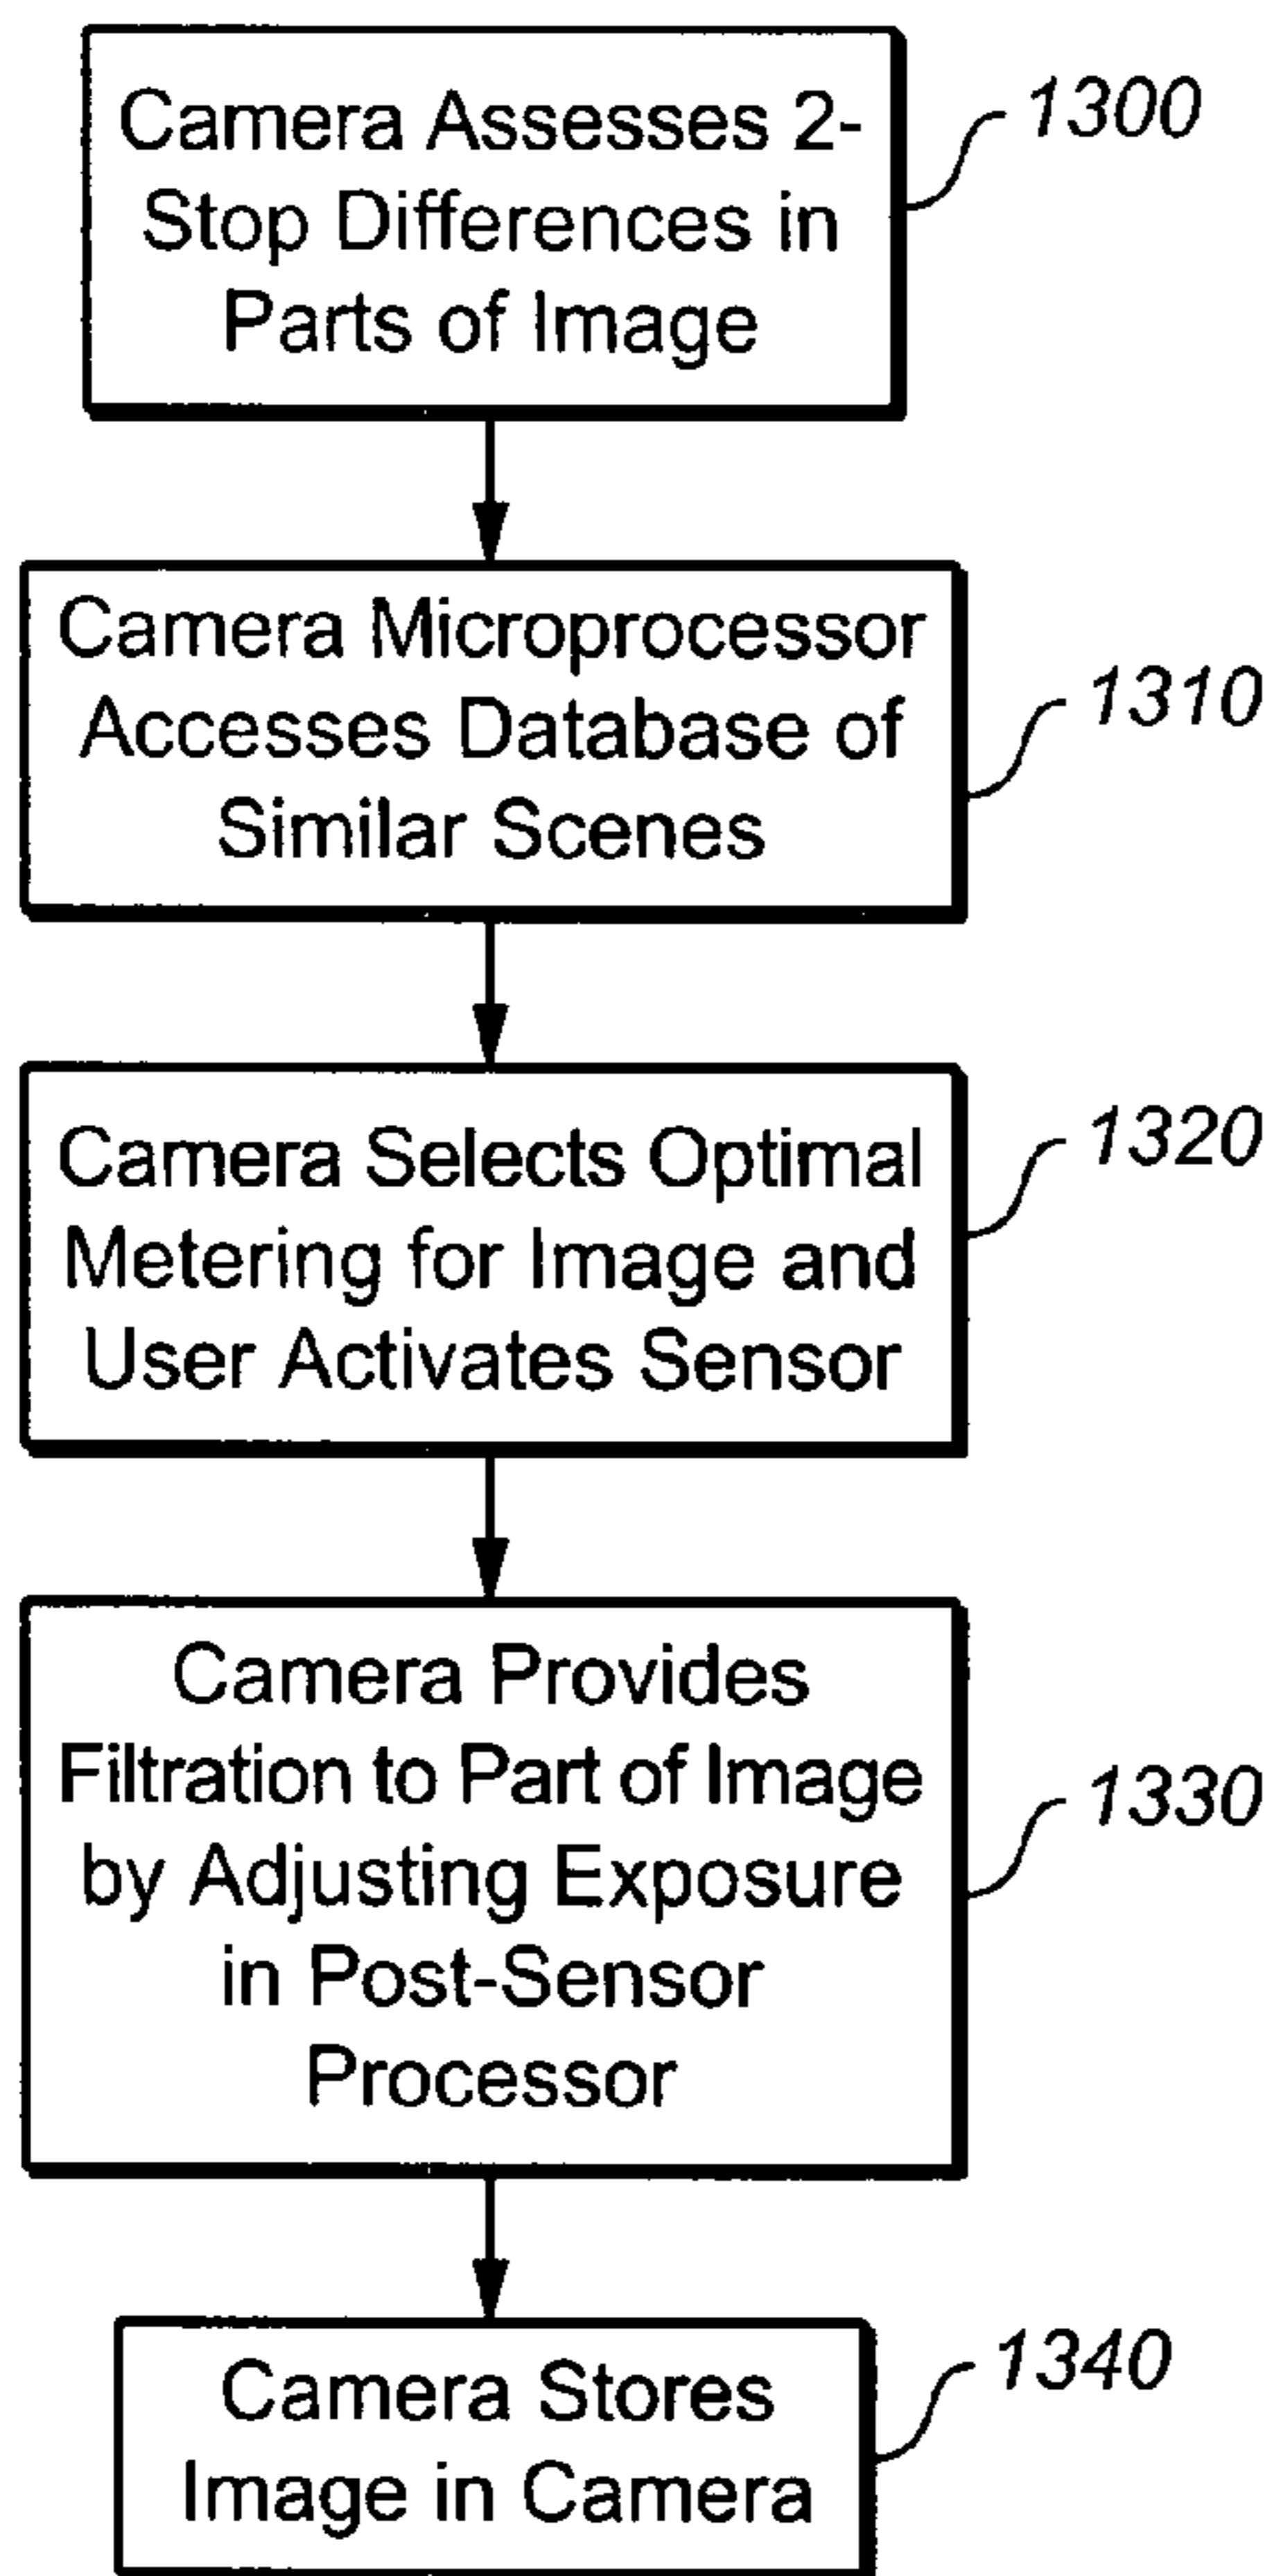 Camera Assesses 2-
Stop Differences in
Parts of Image
1300
Camera Microprocessor
Accesses Database of
Similar Scenes
1310
Camera Selects Optimal
Metering for Image and
User Activates Sensor
1320
Camera Provides
Filtration to Part of Image
by Adjusting Exposure
in Post-Sensor
Processor
1330
Camera Stores
Image in Camera
1340